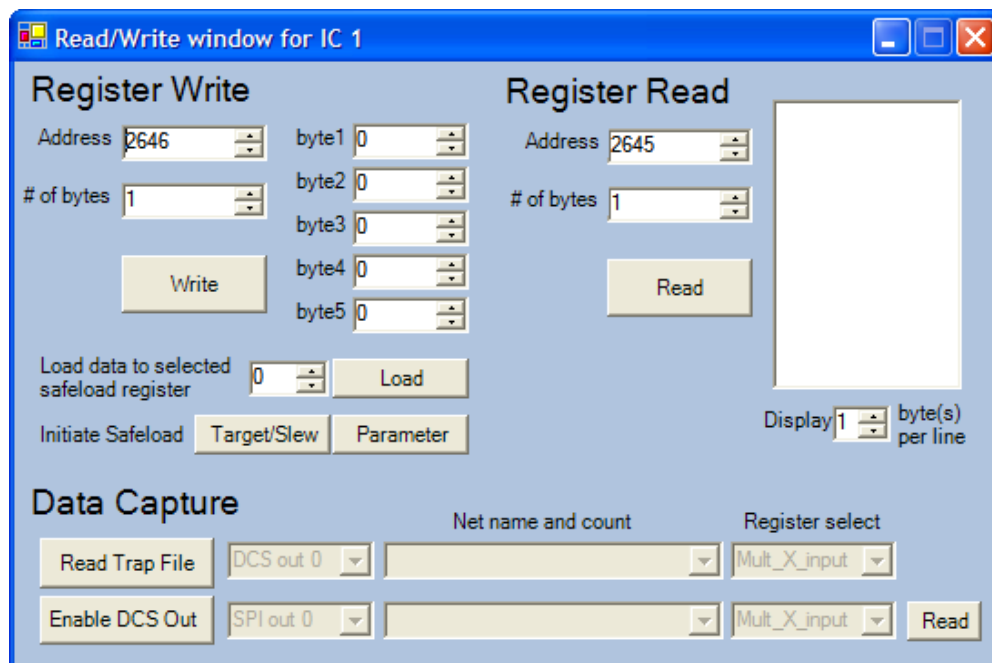 Read/Write window for IC 1
Register Write
Address 2646
# of bytes 1
Write
byte1 0
byte2 0
byte3 0
byte4 0
byte5 0
Load data to selected
safeload register 0 Load
Initiate Safeload Target/Slew Parameter
Register Read
Address 2645
# of bytes 1
Read
Display 1 byte(s)
per line
Data Capture
Net name and count Register select
Read Trap File DCS out 0 Mult_X_input
Enable DCS Out SPI out 0 Mult_X_input Read